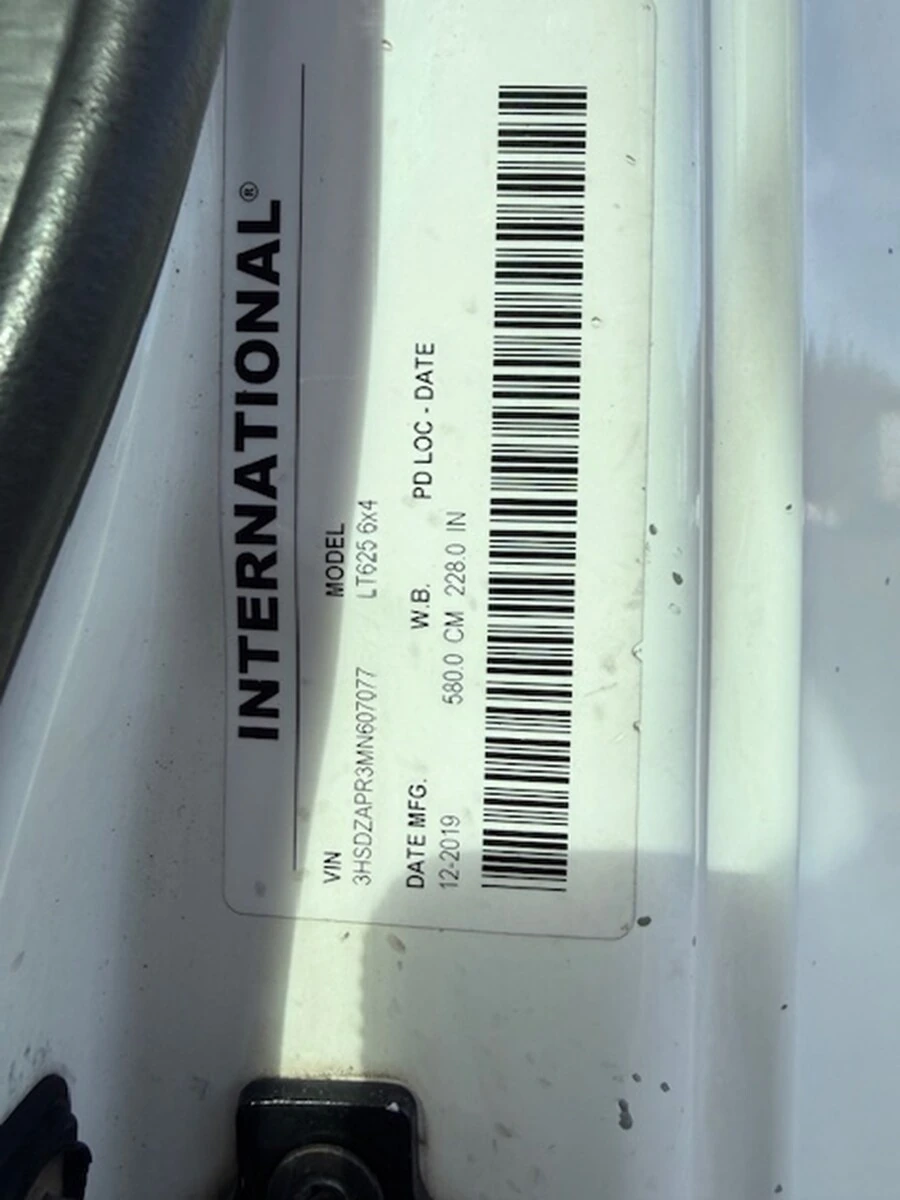 INTERNATIONAL®
VIN MODEL
3HSDZAPR3MN607077 LT625 6x4
DATE MFG. W.B. PD LOC - DATE
12-2019 580.0 CM 228.0 IN